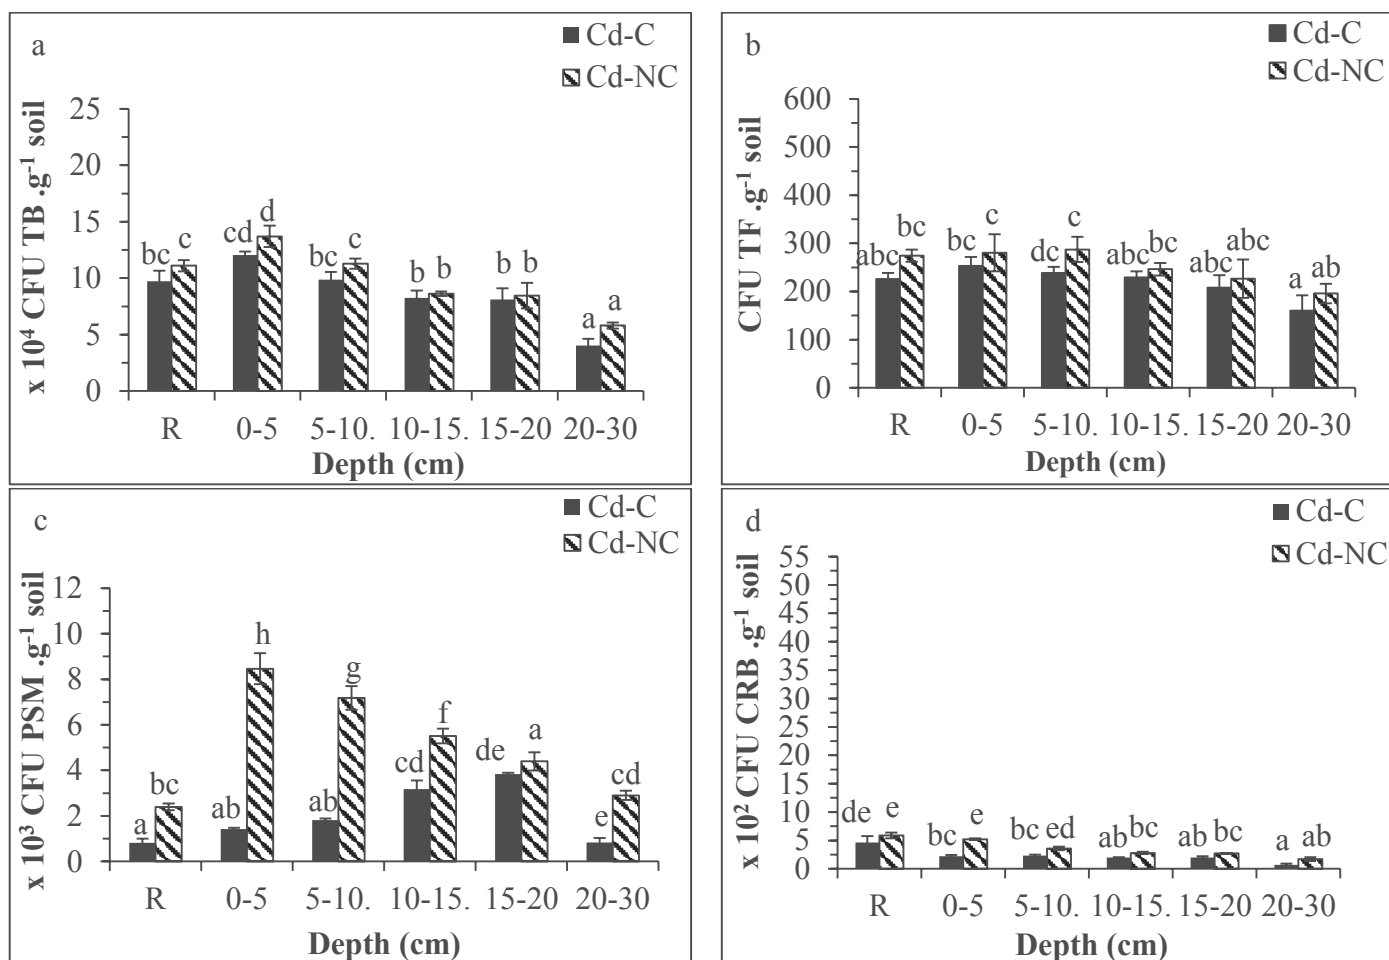 a
Cd-C
Cd-NC
x 10⁴ CFU TB .g⁻¹ soil
25
20
15
10
5
0
bc c cd d bc c b b b b a a
R 0-5 5-10. 10-15. 15-20 20-30
Depth (cm)
b
Cd-C
Cd-NC
CFU TF .g⁻¹ soil
600
500
400
300
200
100
0
abc bc bc c dc c abc bc abc abc a ab
R 0-5 5-10. 10-15. 15-20 20-30
Depth (cm)
c
Cd-C
Cd-NC
x 10³ CFU PSM .g⁻¹ soil
12
10
8
6
4
2
0
a bc ab h ab g cd f de a e cd
R 0-5 5-10. 10-15. 15-20 20-30
Depth (cm)
d
Cd-C
Cd-NC
x 10² CFU CRB .g⁻¹ soil
55
50
45
40
35
30
25
20
15
10
5
0
de e bc e bc ed ab bc ab bc a ab
R 0-5 5-10. 10-15. 15-20 20-30
Depth (cm)